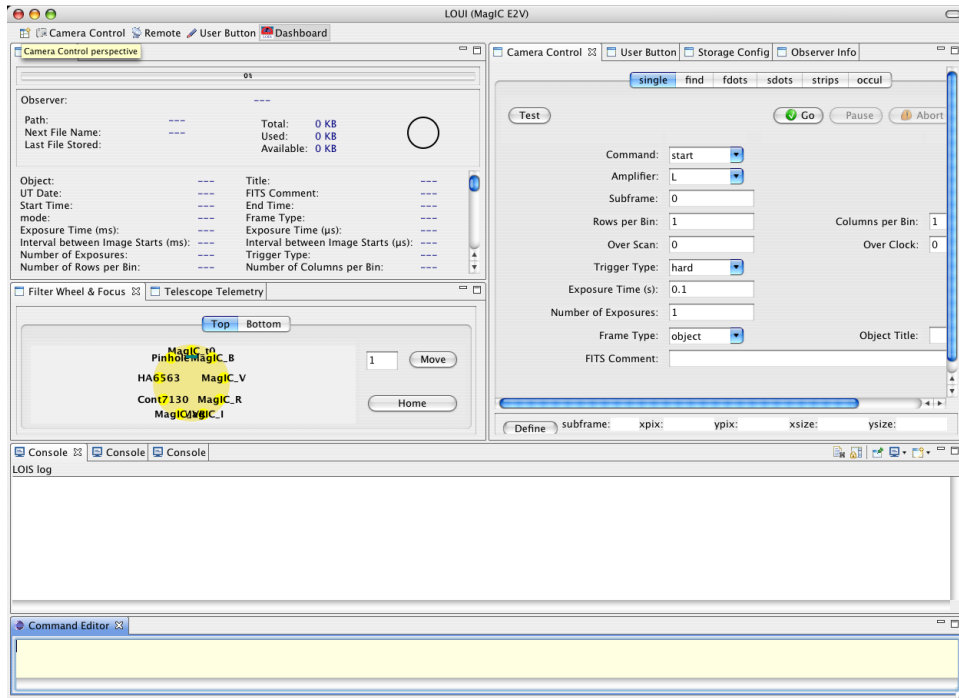 LOUI (MagIC E2V)
Camera Control Remote User Button Dashboard
Camera Control perspective
0%
Observer: ---
Path: ---
Next File Name: ---
Last File Stored:
Total: 0 KB
Used: 0 KB
Available: 0 KB
Object: --- Title: ---
UT Date: --- FITS Comment: ---
Start Time: --- End Time: ---
mode: --- Frame Type: ---
Exposure Time (ms): --- Exposure Time (µs): ---
Interval between Image Starts (ms): --- Interval between Image Starts (µs): ---
Number of Exposures: --- Trigger Type: ---
Number of Rows per Bin: --- Number of Columns per Bin: ---
Filter Wheel & Focus Telescope Telemetry
Top Bottom
MagIC_t0
Pinhole MagIC_B
HA6563 MagIC_V
Cont7130 MagIC_R
MagIC_I
1 Move
Home
Camera Control User Button Storage Config Observer Info
single find fdots sdots strips occul
Test Go Pause Abort
Command: start
Amplifier: L
Subframe: 0
Rows per Bin: 1 Columns per Bin: 1
Over Scan: 0 Over Clock: 0
Trigger Type: hard
Exposure Time (s): 0.1
Number of Exposures: 1
Frame Type: object Object Title:
FITS Comment:
Define subframe: xpix: ypix: xsize: ysize:
Console Console Console
LOIS log
Command Editor